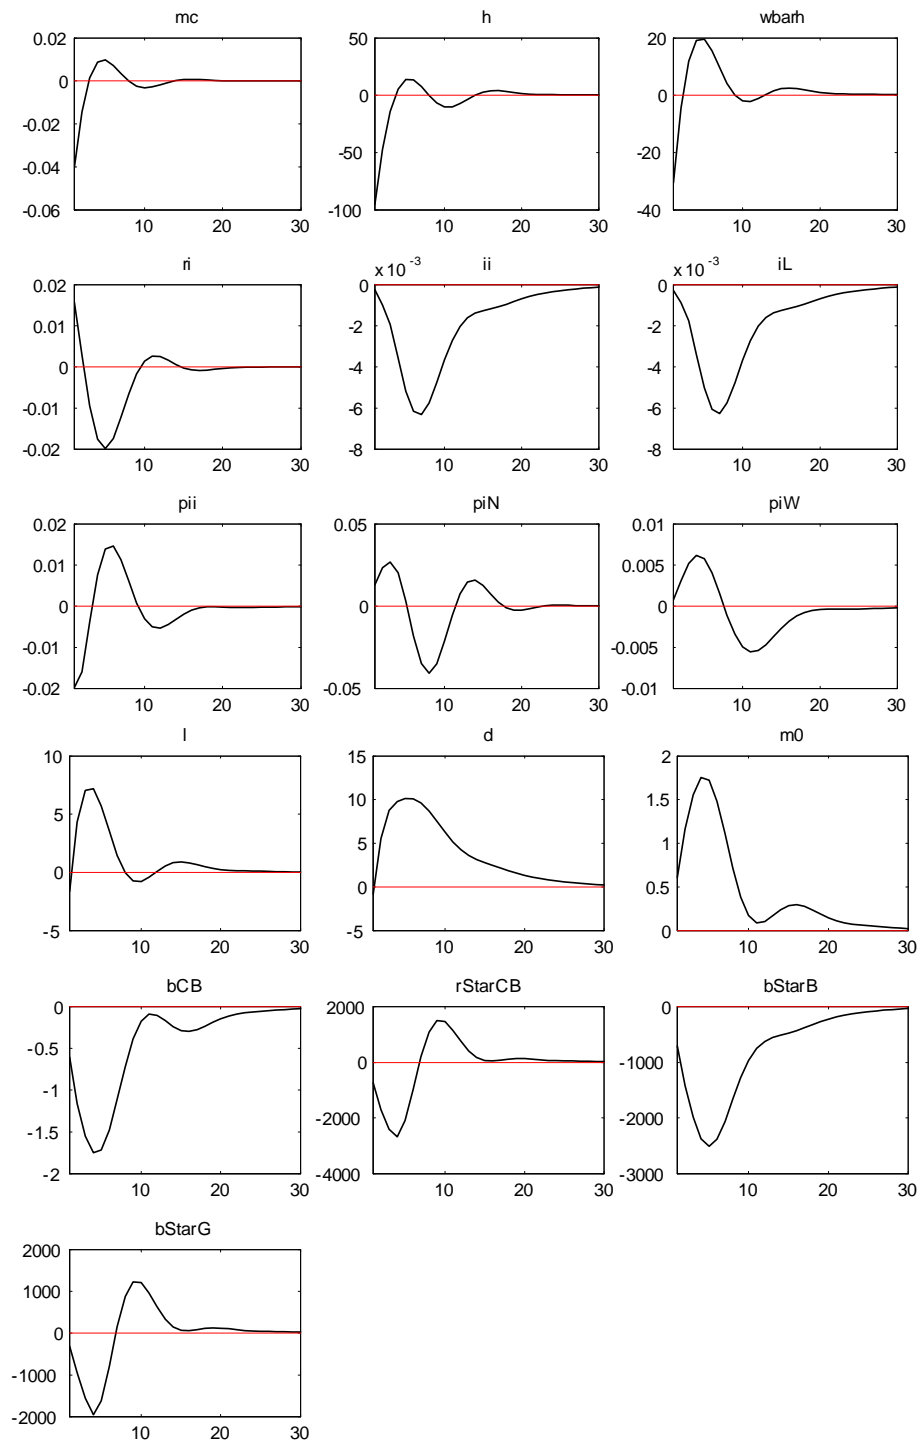 mc h wbarh
0.02 50 20
0.02 0 0 0
-0.02 -20
-0.04 -50
-0.06 -100 -40
10 20 30 10 20 30 10 20 30
ri ii iL
x 10 -3 x 10 -3
0.02 0 0
0.01 -2 -2
0 -4 -4
-0.01 -6 -6
-0.02 -8 -8
10 20 30 10 20 30 10 20 30
pii piN piW
0.02 0.05 0.01
0.01 0.005
0 0 0
-0.01 -0.005
-0.02 -0.05 -0.01
10 20 30 10 20 30 10 20 30
l d m0
10 15 2
5 10 1.5
5 1
0 0 0.5
-5 -5 0
10 20 30 10 20 30 10 20 30
bCB rStarCB bStarB
0 2000 0
-0.5 0 -1000
-1
-1.5 -2000 -2000
-2 -4000 -3000
10 20 30 10 20 30 10 20 30
bStarG
2000
1000
0
-1000
-2000
10 20 30